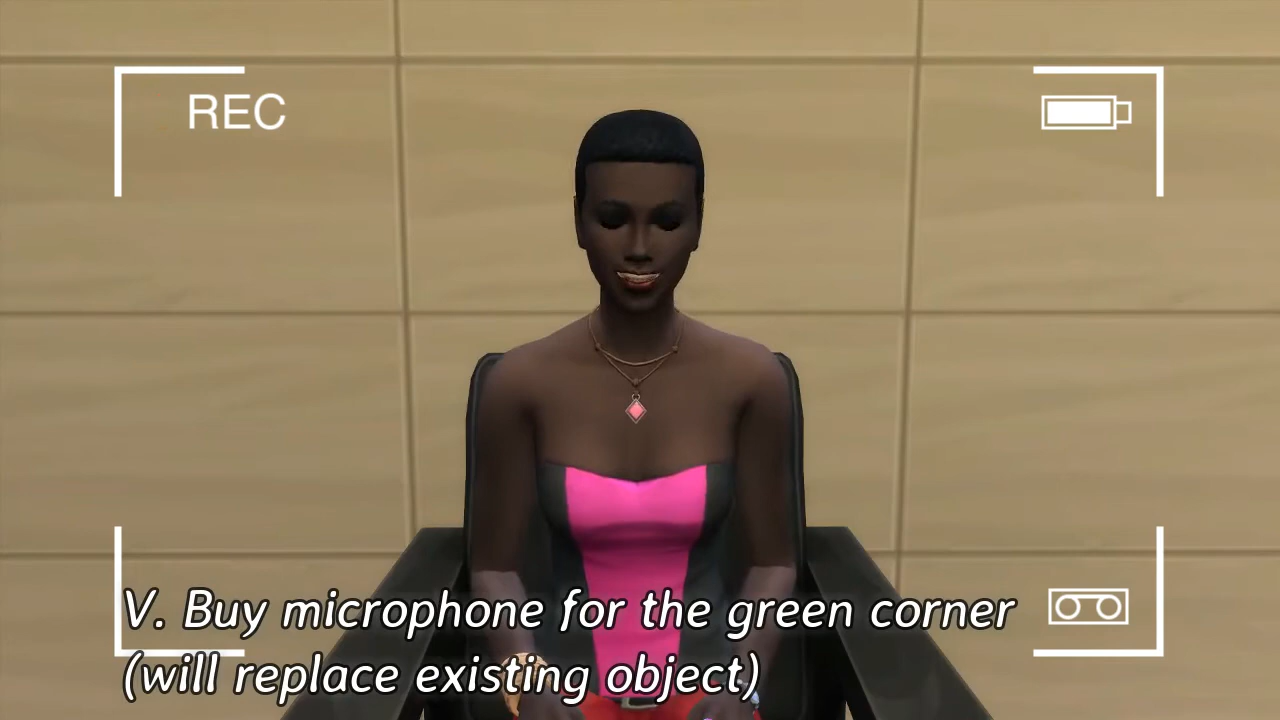 REC
V. Buy microphone for the green corner
(will replace existing object)